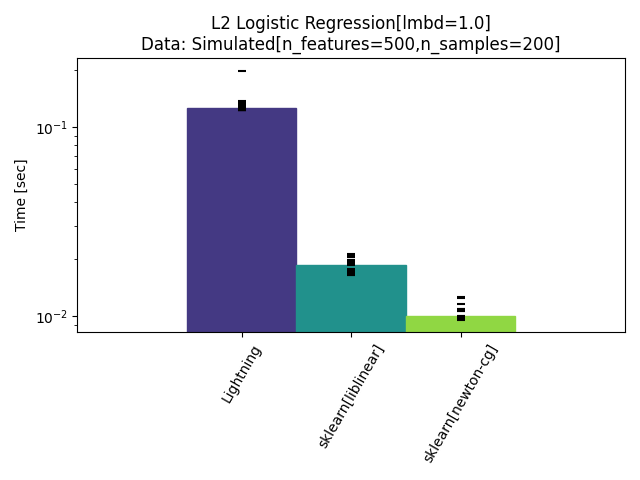 L2 Logistic Regression[lmbd=1.0]
Data: Simulated[n_features=500,n_samples=200]
Time [sec]
10⁻¹
10⁻²
Lightning
sklearn[liblinear]
sklearn[newton-cg]